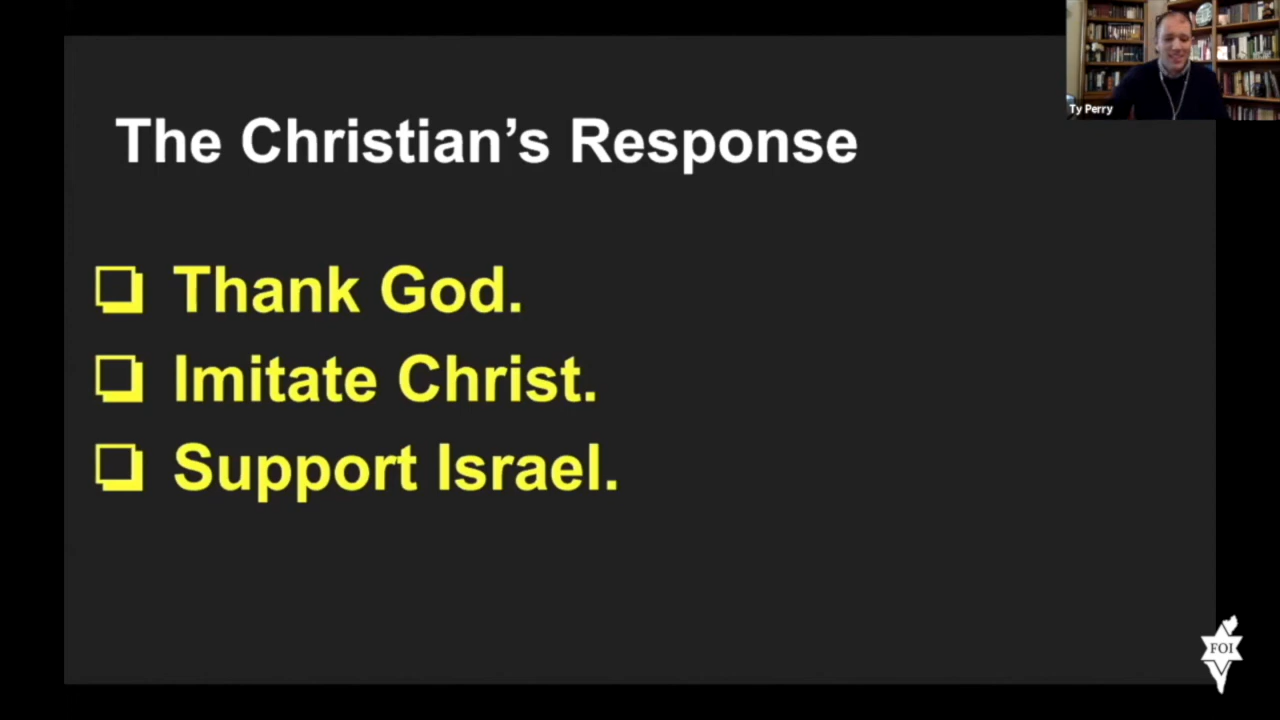 Ty Perry
The Christian’s Response
Thank God.
Imitate Christ.
Support Israel.
FOI